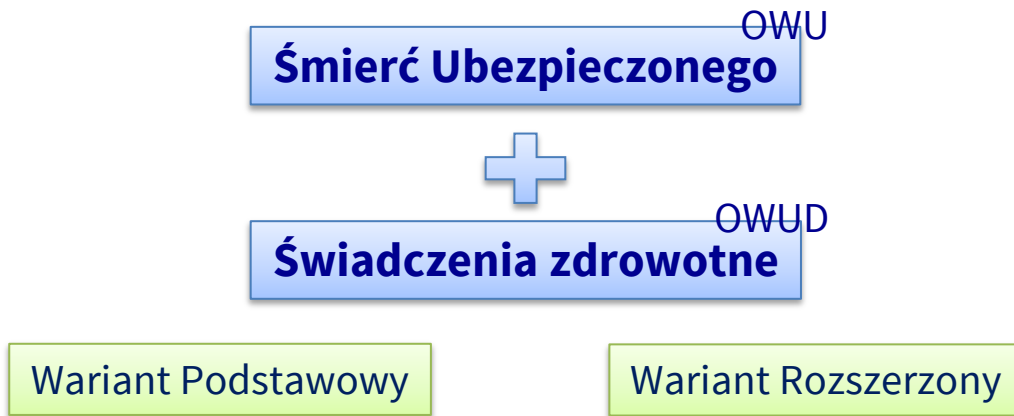 OWU
Śmierć Ubezpieczonego
OWUD
Świadczenia zdrowotne
Wariant Podstawowy
Wariant Rozszerzony